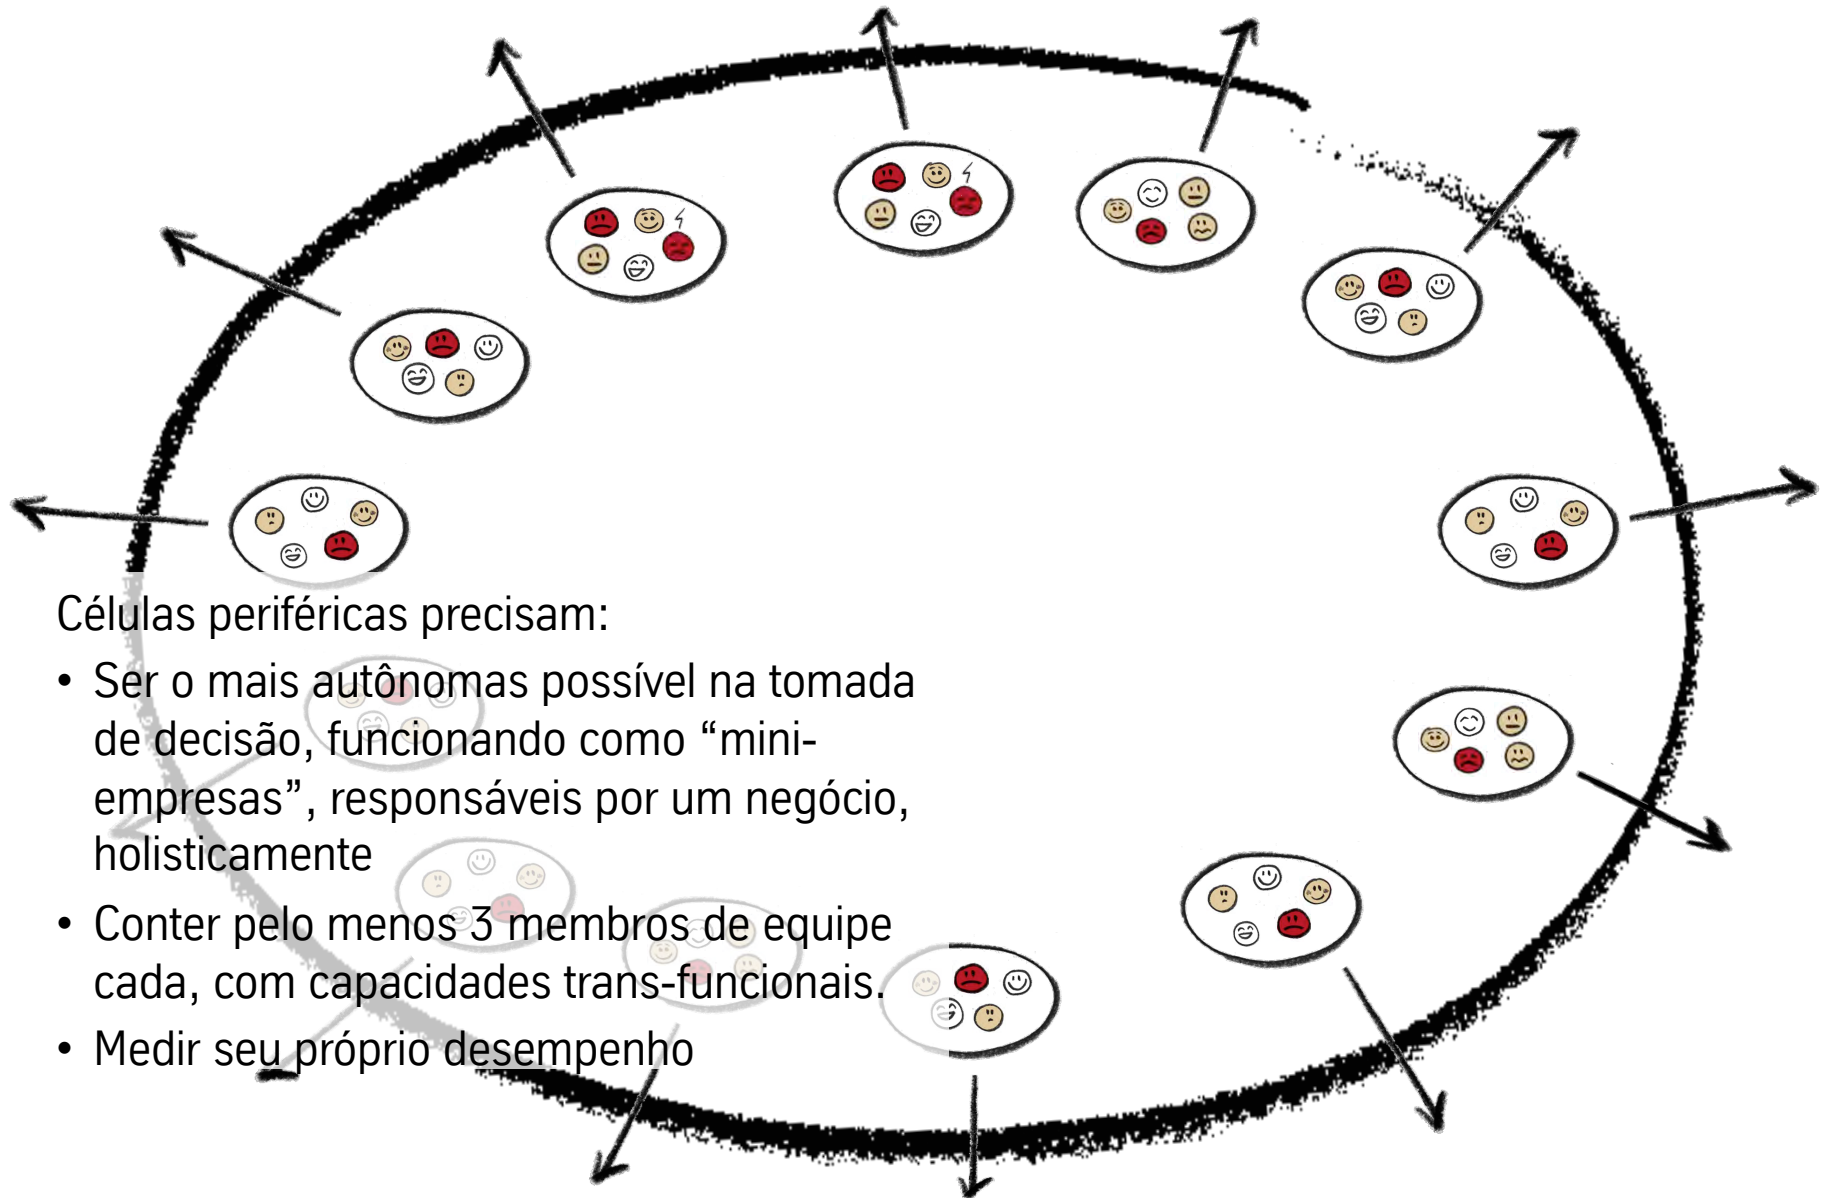 Células periféricas precisam:
• Ser o mais autônomas possível na tomada
de decisão, funcionando como “mini-
empresas”, responsáveis por um negócio,
holisticamente
• Conter pelo menos 3 membros de equipe
cada, com capacidades trans-funcionais.
• Medir seu próprio desempenho